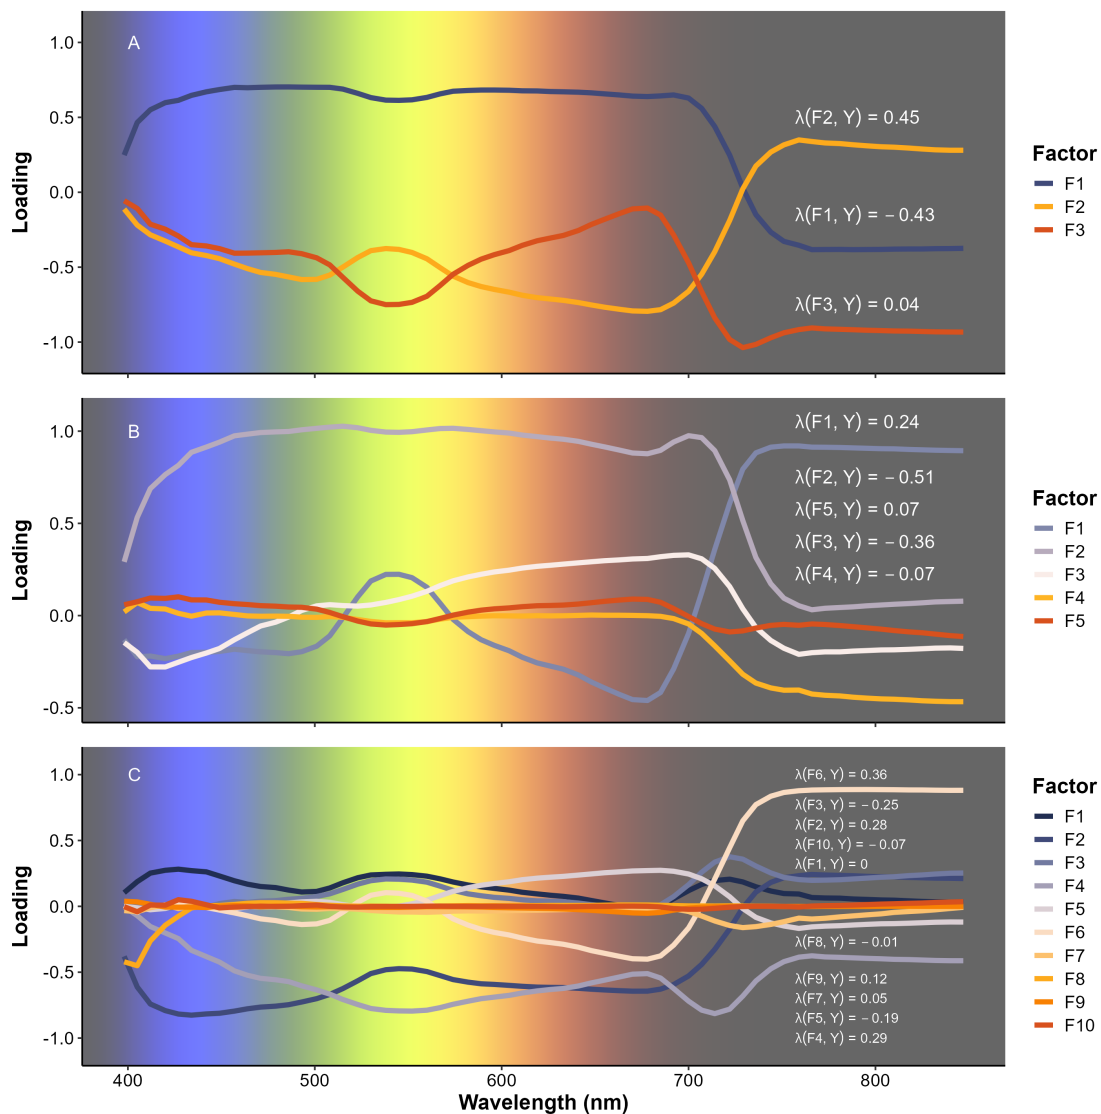 A
1.0
0.5
0.0
-0.5
-1.0
Loading
λ(F2, Y) = 0.45
λ(F1, Y) = −0.43
λ(F3, Y) = 0.04
Factor
F1
F2
F3
B
1.0
0.5
0.0
-0.5
Loading
λ(F1, Y) = 0.24
λ(F2, Y) = −0.51
λ(F5, Y) = 0.07
λ(F3, Y) = −0.36
λ(F4, Y) = −0.07
Factor
F1
F2
F3
F4
F5
C
1.0
0.5
0.0
-0.5
-1.0
Loading
λ(F6, Y) = 0.36
λ(F3, Y) = −0.25
λ(F2, Y) = 0.28
λ(F10, Y) = −0.07
λ(F1, Y) = 0
λ(F8, Y) = −0.01
λ(F9, Y) = 0.12
λ(F7, Y) = 0.05
λ(F5, Y) = −0.19
λ(F4, Y) = 0.29
Factor
F1
F2
F3
F4
F5
F6
F7
F8
F9
F10
400 500 600 700 800
Wavelength (nm)